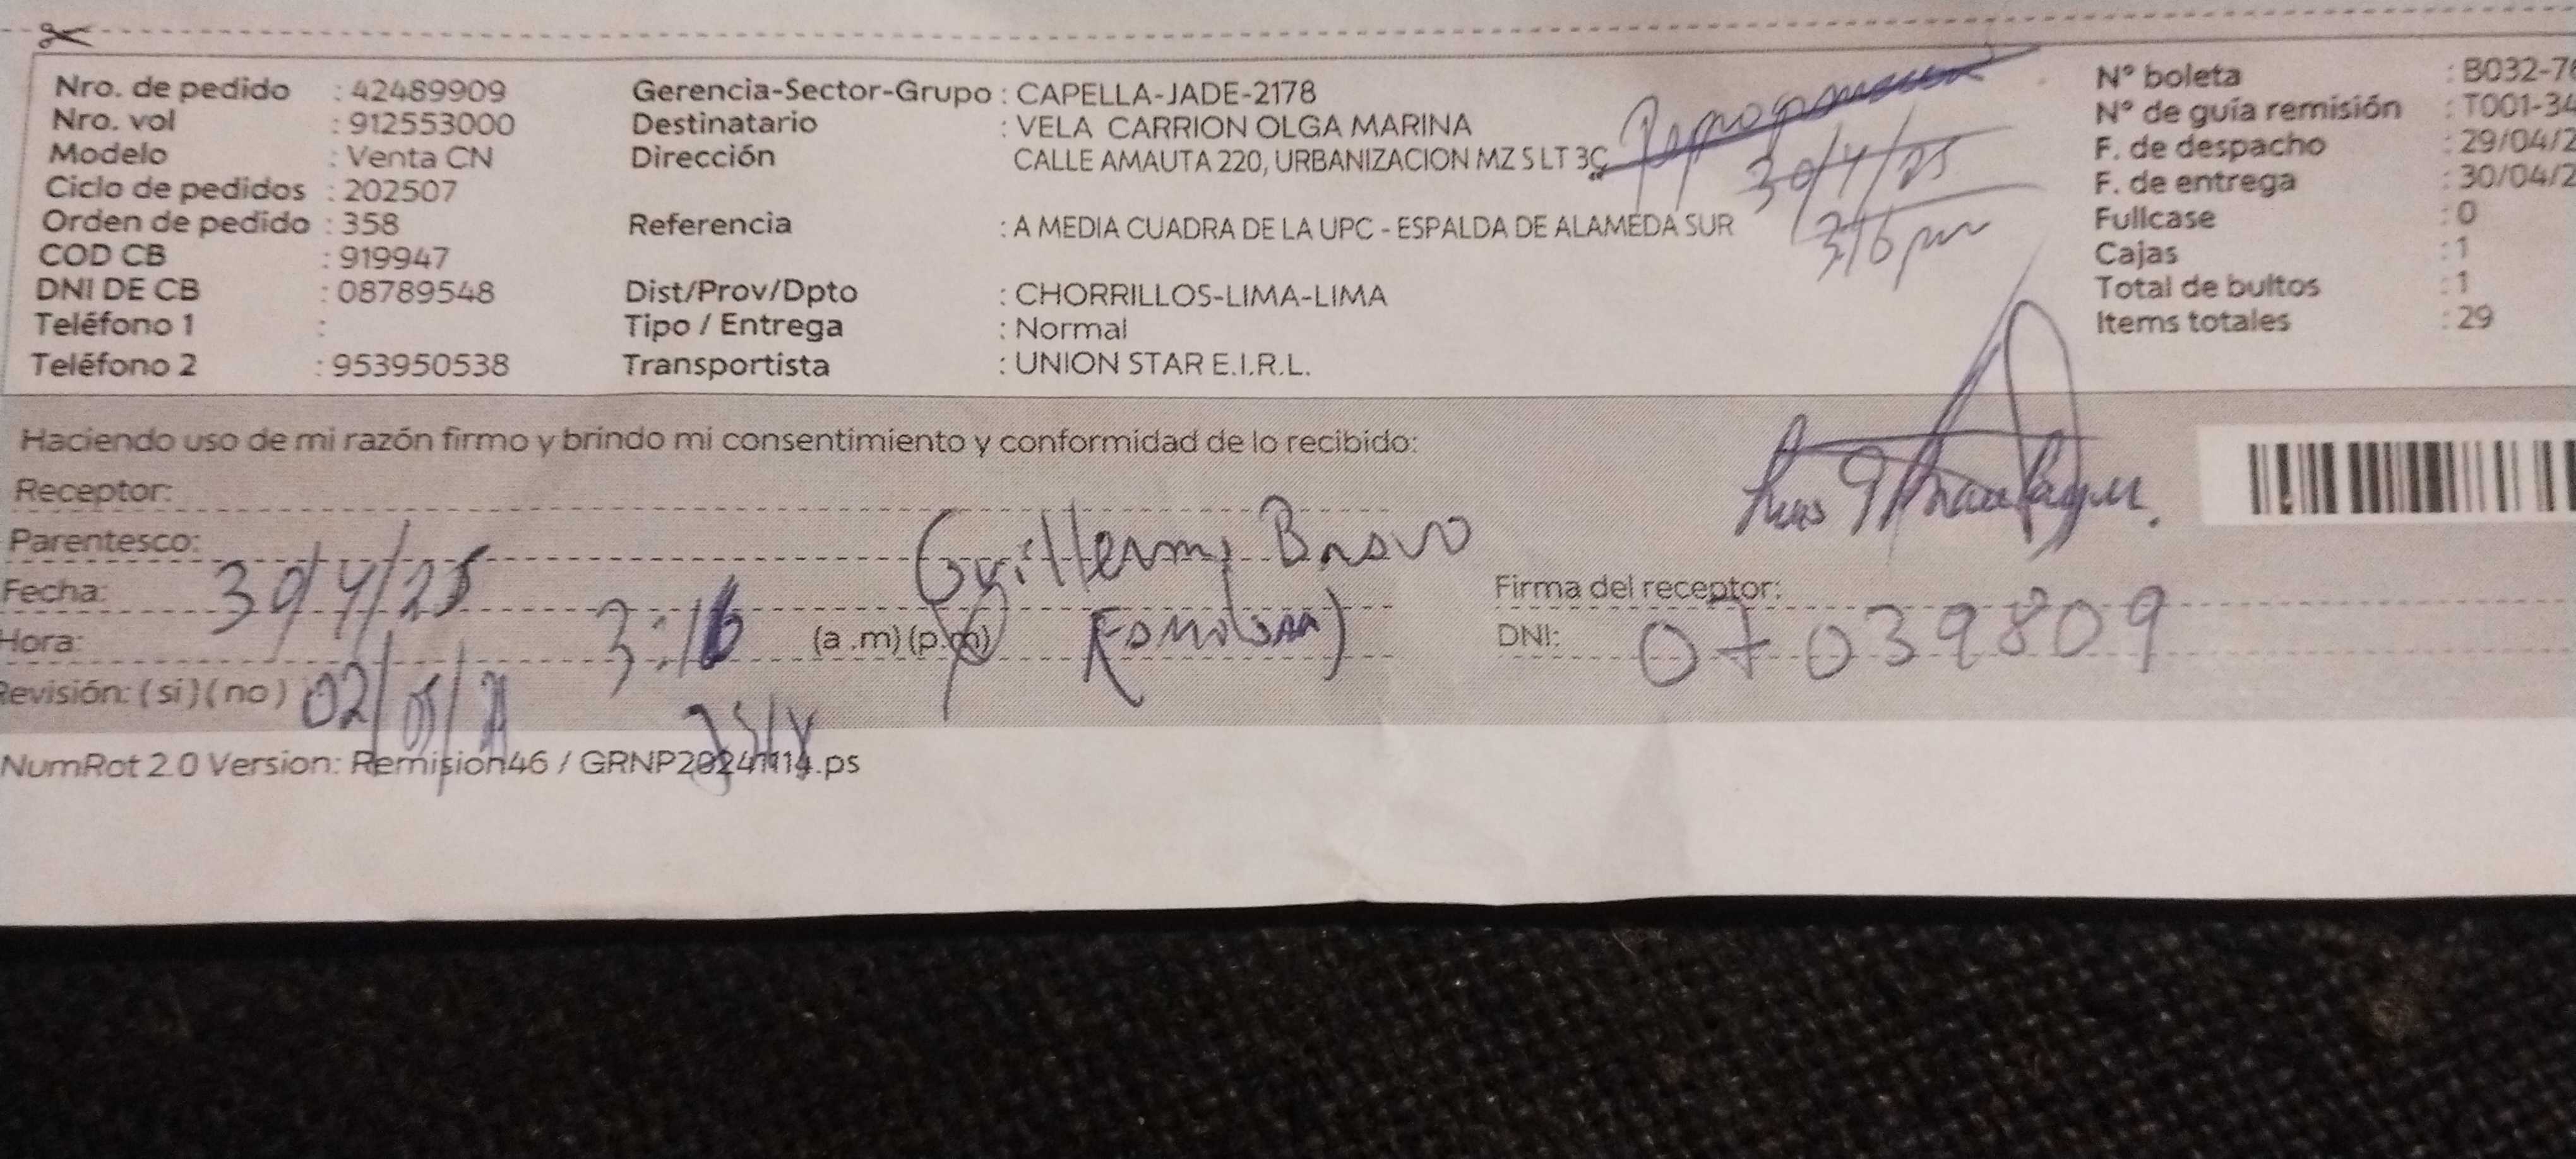 Nro. de pedido : 42489909
Nro. vol : 912553000
Modelo : Venta CN
Ciclo de pedidos : 202507
Orden de pedido : 358
COD CB : 919947
DNI DE CB : 08789548
Teléfono 1 :
Teléfono 2 : 953950538
Gerencia-Sector-Grupo : CAPELLA-JADE-2178
Destinatario : VELA CARRION OLGA MARINA
Dirección CALLE AMAUTA 220, URBANIZACION MZ S LT 3C
Referencia : A MEDIA CUADRA DE LA UPC - ESPALDA DE ALAMEDA SUR
Dist/Prov/Dpto : CHORRILLOS-LIMA-LIMA
Tipo / Entrega : Normal
Transportista : UNION STAR E.I.R.L.
30/4/25
3:16 pm
N° boleta : B032-76
N° de guía remisión : T001-34
F. de despacho : 29/04/2
F. de entrega : 30/04/2
Fullcase : 0
Cajas : 1
Total de bultos : 1
Items totales : 29
Haciendo uso de mi razón firmo y brindo mi consentimiento y conformidad de lo recibido:
Receptor:
Parentesco: Guillermo Bravo
Fecha: 30/4/25
Hora: 3:16 (a .m) (p.m)
Revisión: (si) ( no ) 02/05/
Firma del receptor:
DNI: 07039809
NumRot 2.0 Version: Remision46 / GRNP20241114.ps